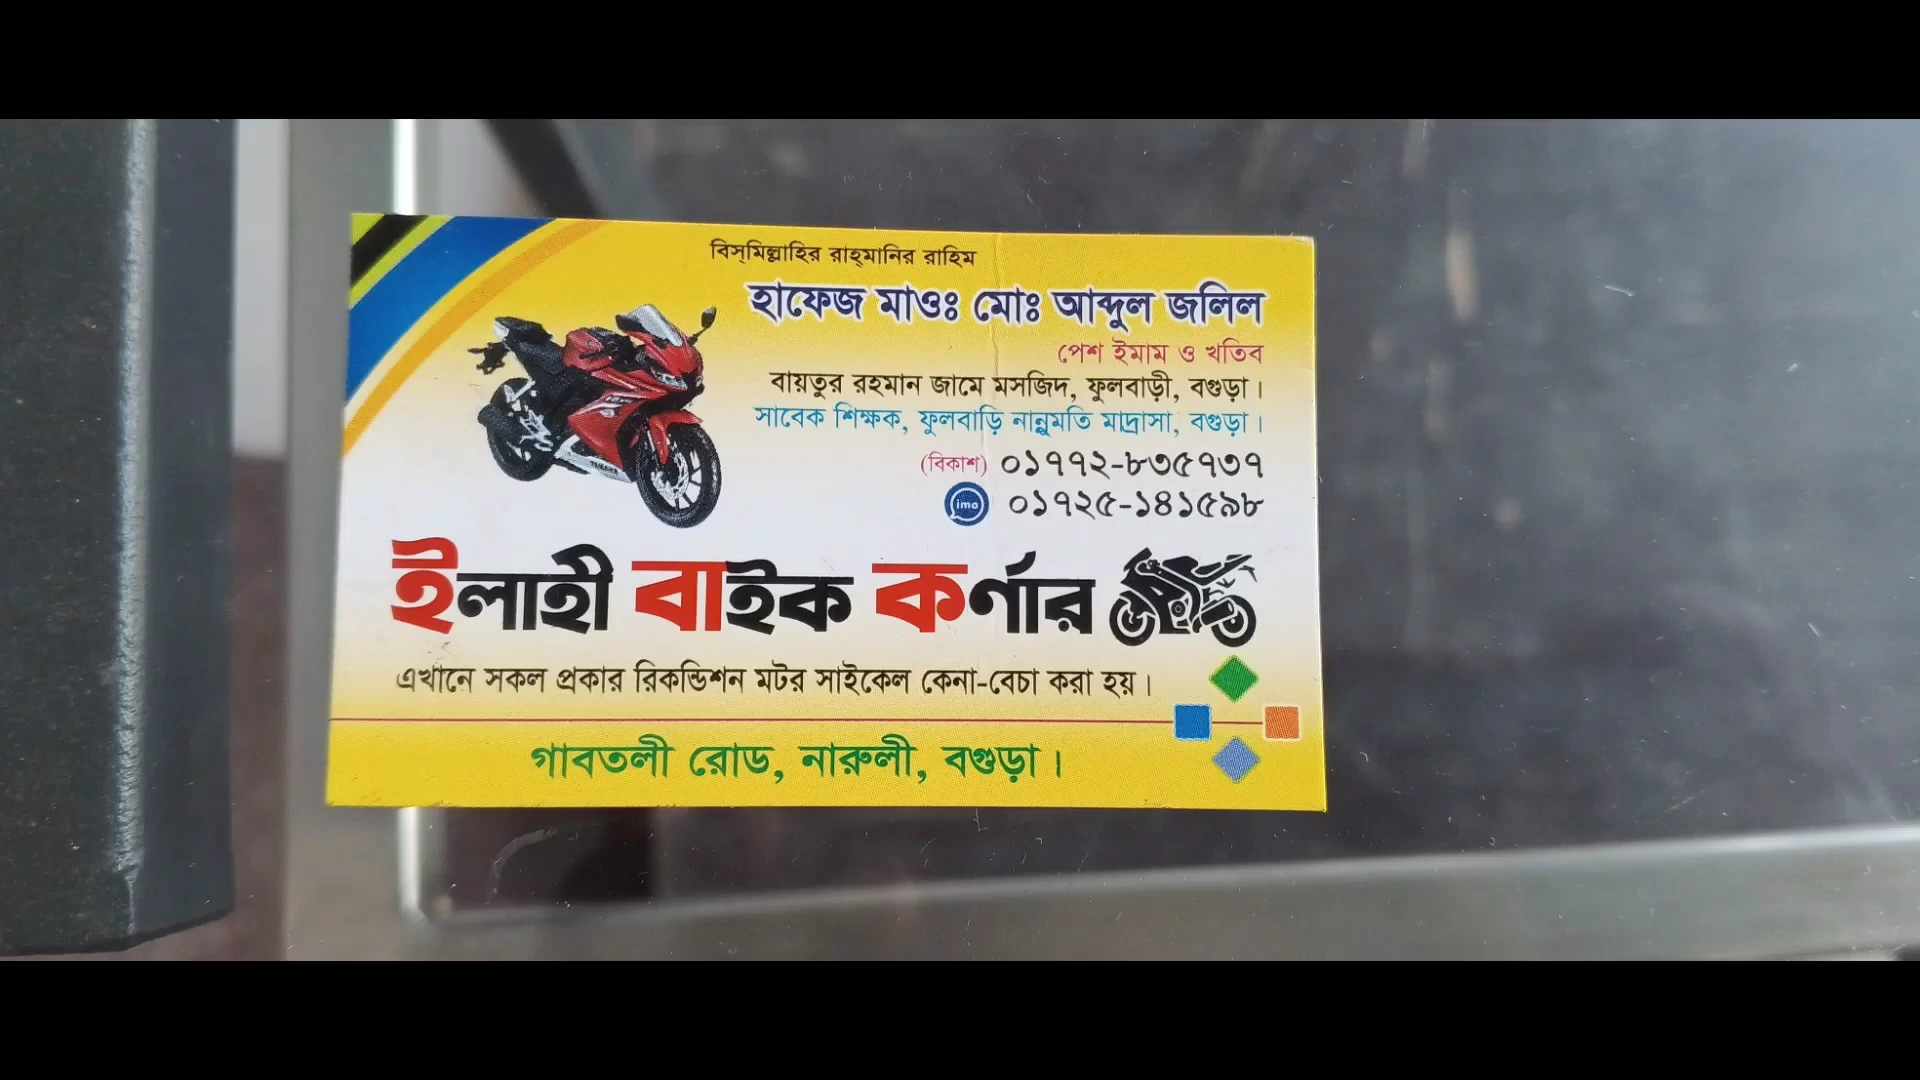 বিস্‌মিল্লাহির রাহ্‌মানির রাহিম
হাফেজ মাওঃ মোঃ আব্দুল জলিল
পেশ ইমাম ও খতিব
বায়তুর রহমান জামে মসজিদ, ফুলবাড়ী, বগুড়া।
সাবেক শিক্ষক, ফুলবাড়ি নান্নুমতি মাদ্রাসা, বগুড়া।
(বিকাশ) ০১৭৭২-৮৩৫৭৩৭
imo ০১৭২৫-১৪১৫৯৮
YAMAHA
ইলাহী বাইক কর্ণার
এখানে সকল প্রকার রিকন্ডিশন মটর সাইকেল কেনা-বেচা করা হয়।
গাবতলী রোড, নারুলী, বগুড়া।